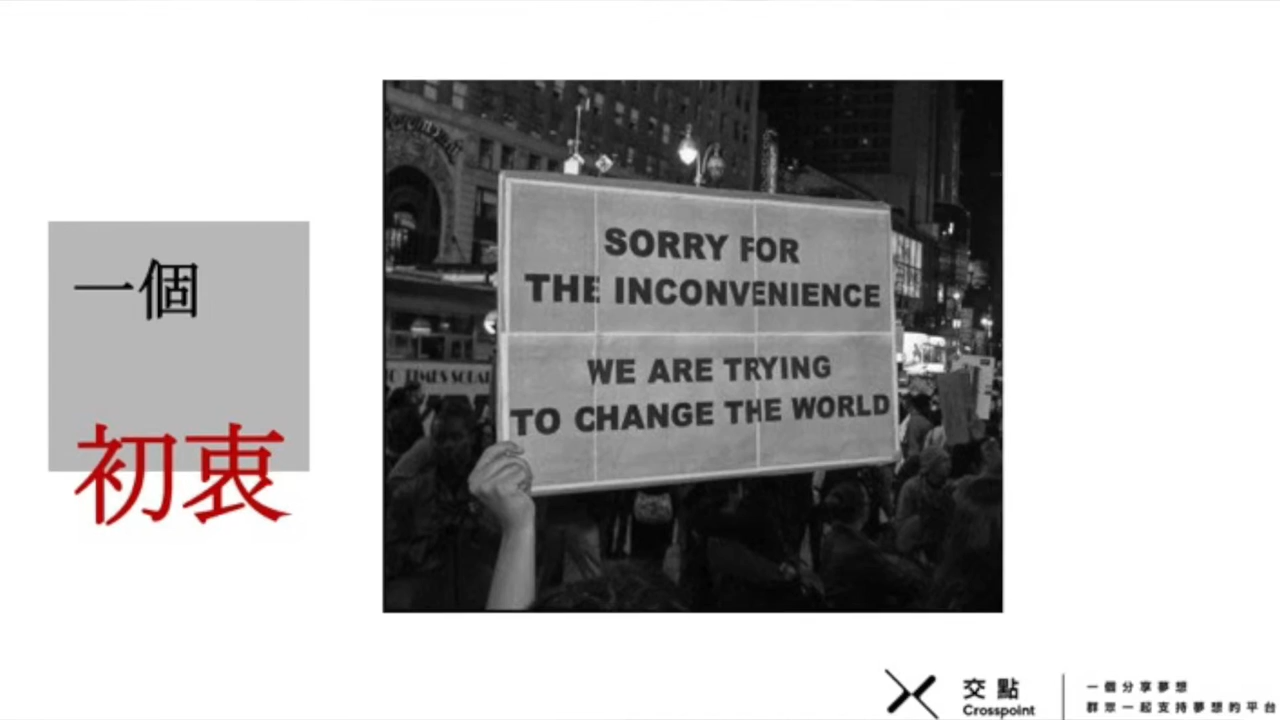 一個
初衷
SORRY FOR
THE INCONVENIENCE
WE ARE TRYING
TO CHANGE THE WORLD
交點
Crosspoint
一個分享夢想
群眾一起支持夢想的平台